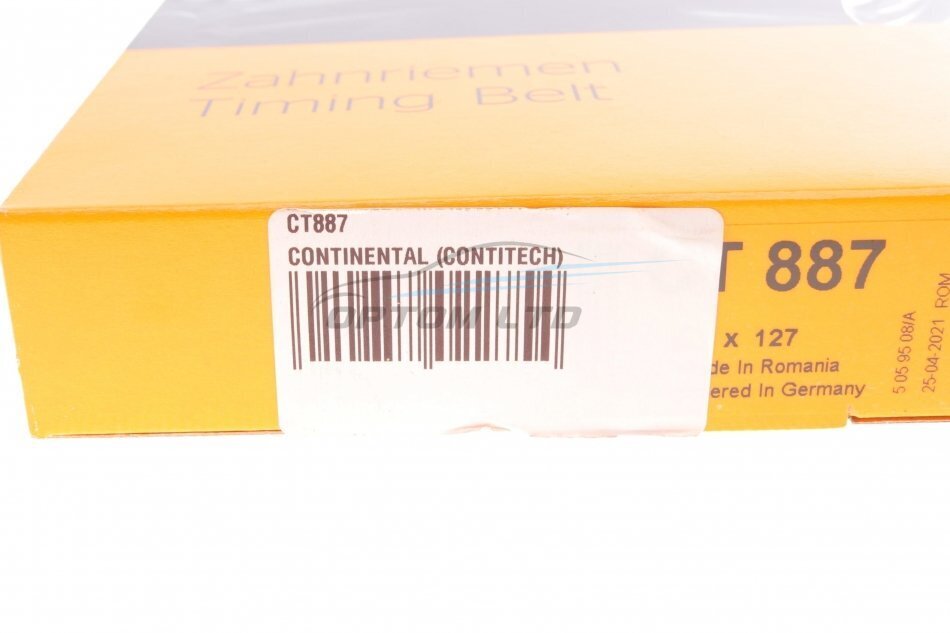 Zahnriemen
Timing Belt
CT887
CONTINENTAL (CONTITECH)
OPTOM LTD
T 887
x 127
de In Romania
ered In Germany
5 05 95 08/A
25-04-2021 ROM